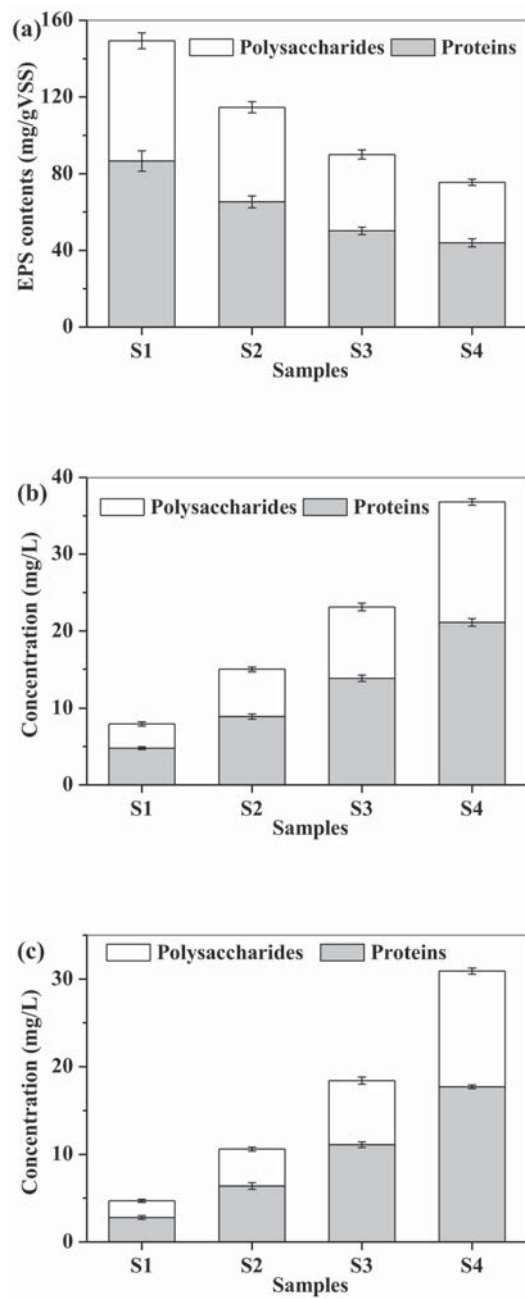 (a)
160
Polysaccharides Proteins
120
80
40
0
EPS contents (mg/gVSS)
S1 S2 S3 S4
Samples
(b)
40
Polysaccharides Proteins
30
20
10
0
Concentration (mg/L)
S1 S2 S3 S4
Samples
(c)
Polysaccharides Proteins
30
20
10
0
Concentration (mg/L)
S1 S2 S3 S4
Samples